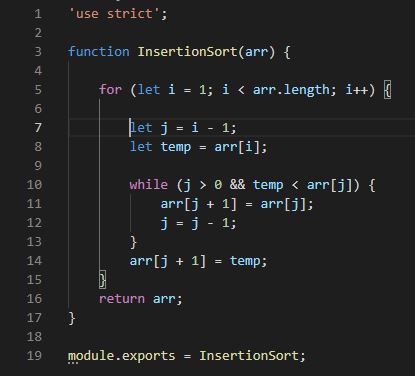 1 'use strict';
2
3 function InsertionSort(arr) {
4
5     for (let i = 1; i < arr.length; i++) {
6
7         let j = i - 1;
8         let temp = arr[i];
9
10         while (j > 0 && temp < arr[j]) {
11             arr[j + 1] = arr[j];
12             j = j - 1;
13         }
14         arr[j + 1] = temp;
15     }
16     return arr;
17 }
18
19 module.exports = InsertionSort;